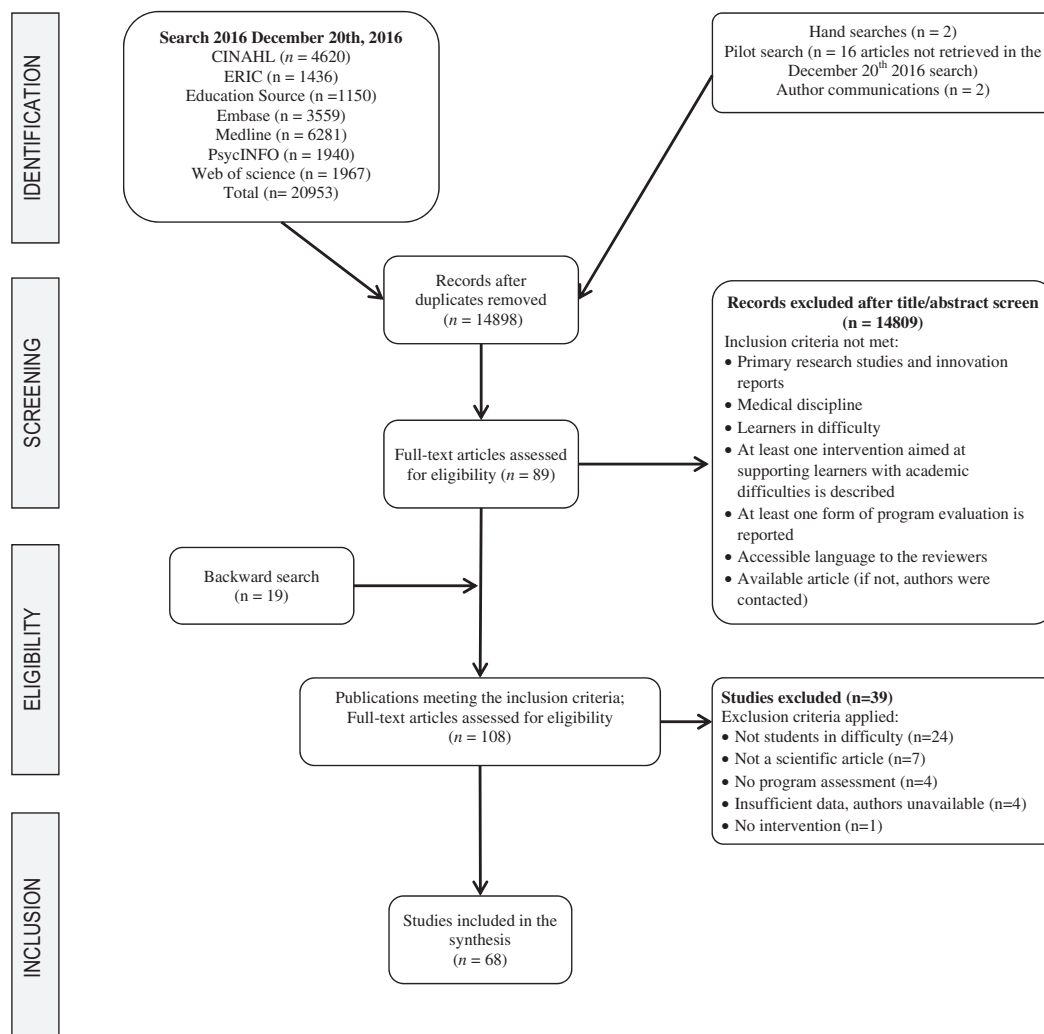 IDENTIFICATION
Search 2016 December 20th, 2016
CINAHL (n = 4620)
ERIC (n = 1436)
Education Source (n =1150)
Embase (n = 3559)
Medline (n = 6281)
PsycINFO (n = 1940)
Web of science (n = 1967)
Total (n= 20953)
Hand searches (n = 2)
Pilot search (n = 16 articles not retrieved in the
December 20th 2016 search)
Author communications (n = 2)
SCREENING
Records after
duplicates removed
(n = 14898)
Records excluded after title/abstract screen
(n = 14809)
Inclusion criteria not met:
• Primary research studies and innovation
reports
• Medical discipline
• Learners in difficulty
• At least one intervention aimed at
supporting learners with academic
difficulties is described
• At least one form of program evaluation is
reported
• Accessible language to the reviewers
• Available article (if not, authors were
contacted)
Full-text articles assessed
for eligibility (n = 89)
ELIGIBILITY
Backward search
(n = 19)
Publications meeting the inclusion criteria;
Full-text articles assessed for eligibility
(n = 108)
Studies excluded (n=39)
Exclusion criteria applied:
• Not students in difficulty (n=24)
• Not a scientific article (n=7)
• No program assessment (n=4)
• Insufficient data, authors unavailable (n=4)
• No intervention (n=1)
INCLUSION
Studies included in the
synthesis
(n = 68)